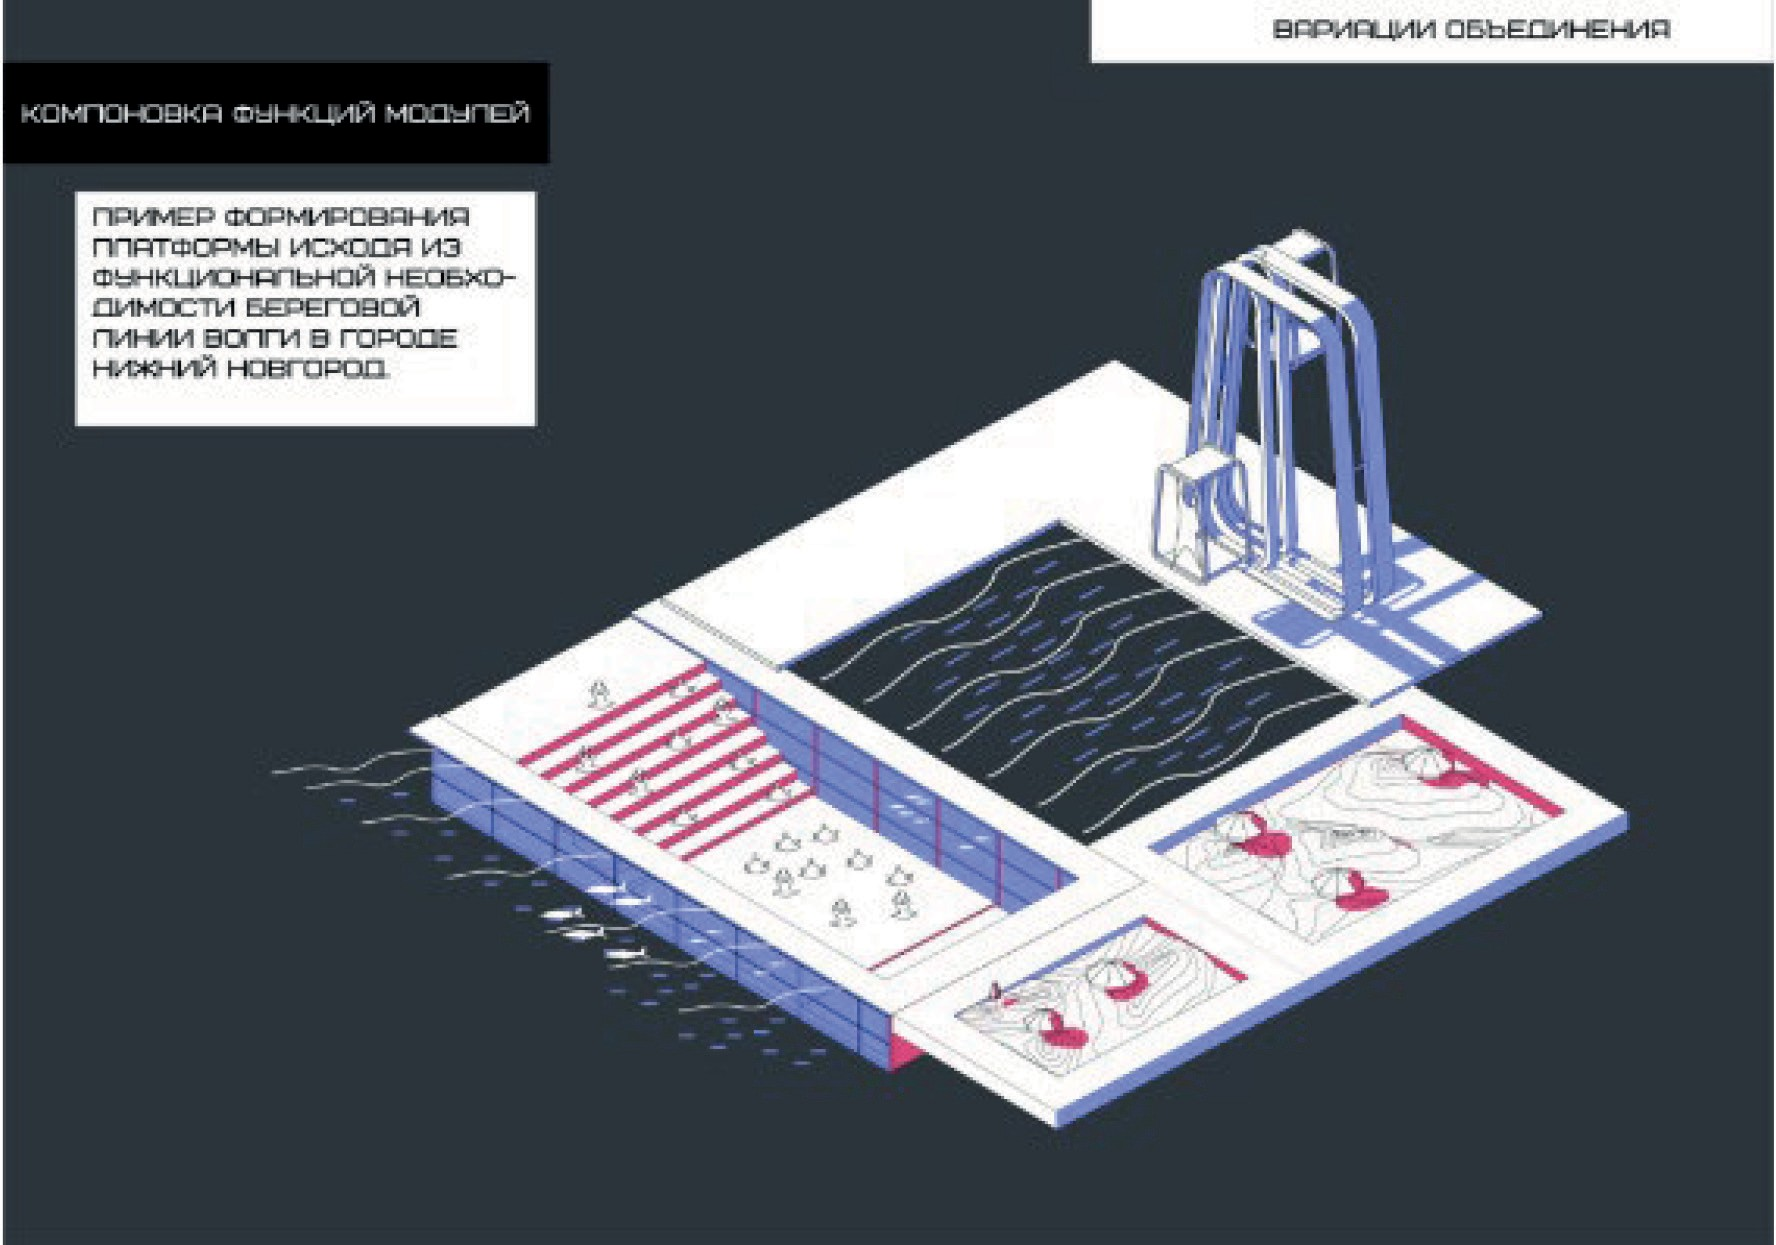 ВАРИАЦИИ ОБЪЕДИНЕНИЯ
КОМПОНОВКА ФУНКЦИЙ МОДУЛЕЙ
ПРИМЕР ФОРМИРОВАНИЯ
ПЛАТФОРМЫ ИСХОДЯ ИЗ
ФУНКЦИОНАЛЬНОЙ НЕОБХО-
ДИМОСТИ БЕРЕГОВОЙ
ЛИНИИ ВОЛГИ В ГОРОДЕ
НИЖНИЙ НОВГОРОД.